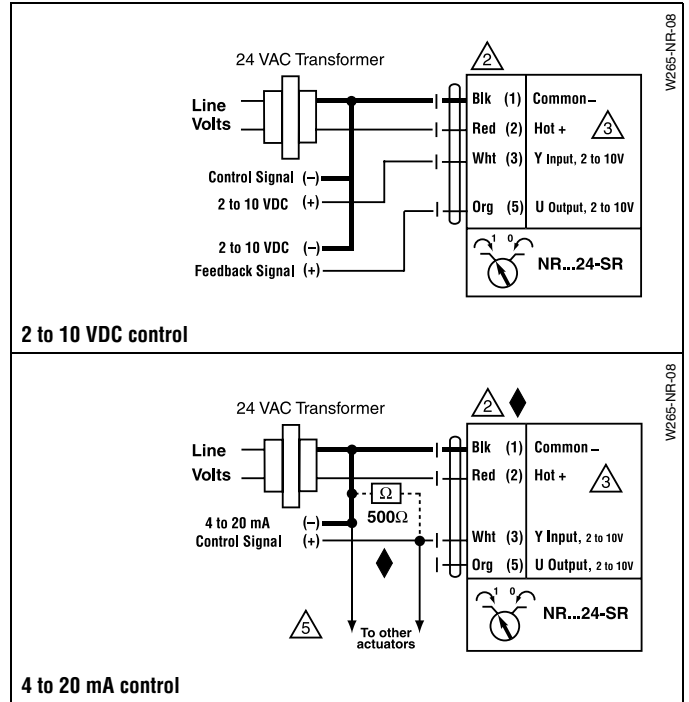 W265-NR-08
24 VAC Transformer
2
Line
Volts
Blk (1) Common –
Red (2) Hot +
3
Wht (3) Y Input, 2 to 10V
Control Signal (–)
2 to 10 VDC (+)
Org (5) U Output, 2 to 10V
2 to 10 VDC (–)
Feedback Signal (+)
1 0
NR...24-SR
2 to 10 VDC control
W265-NR-08
24 VAC Transformer
2
Line
Volts
Blk (1) Common –
Red (2) Hot +
3
Ω
500Ω
4 to 20 mA (–)
Control Signal (+)
Wht (3) Y Input, 2 to 10V
Org (5) U Output, 2 to 10V
5
To other
actuators
1 0
NR...24-SR
4 to 20 mA control